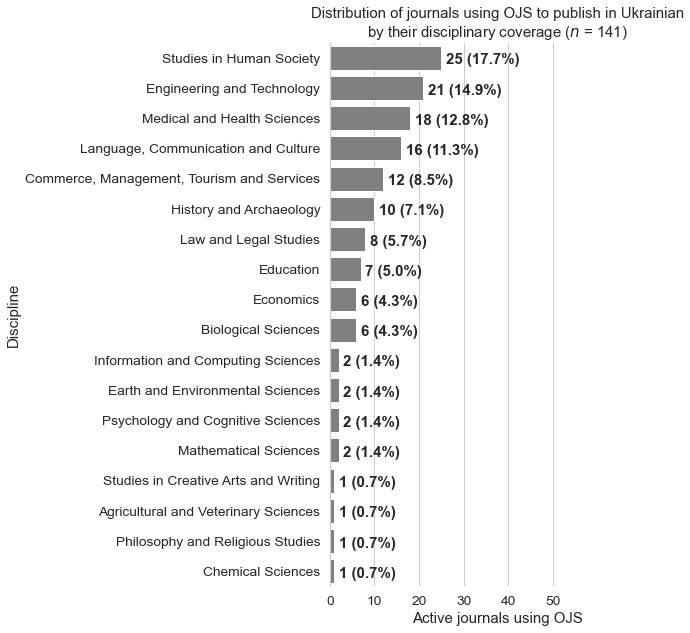 Distribution of journals using OJS to publish in Ukrainian
by their disciplinary coverage (n = 141)
Studies in Human Society 25 (17.7%)
Engineering and Technology 21 (14.9%)
Medical and Health Sciences 18 (12.8%)
Language, Communication and Culture 16 (11.3%)
Commerce, Management, Tourism and Services 12 (8.5%)
History and Archaeology 10 (7.1%)
Law and Legal Studies 8 (5.7%)
Education 7 (5.0%)
Economics 6 (4.3%)
Biological Sciences 6 (4.3%)
Information and Computing Sciences 2 (1.4%)
Earth and Environmental Sciences 2 (1.4%)
Psychology and Cognitive Sciences 2 (1.4%)
Mathematical Sciences 2 (1.4%)
Studies in Creative Arts and Writing 1 (0.7%)
Agricultural and Veterinary Sciences 1 (0.7%)
Philosophy and Religious Studies 1 (0.7%)
Chemical Sciences 1 (0.7%)
Discipline
0 10 20 30 40 50
Active journals using OJS